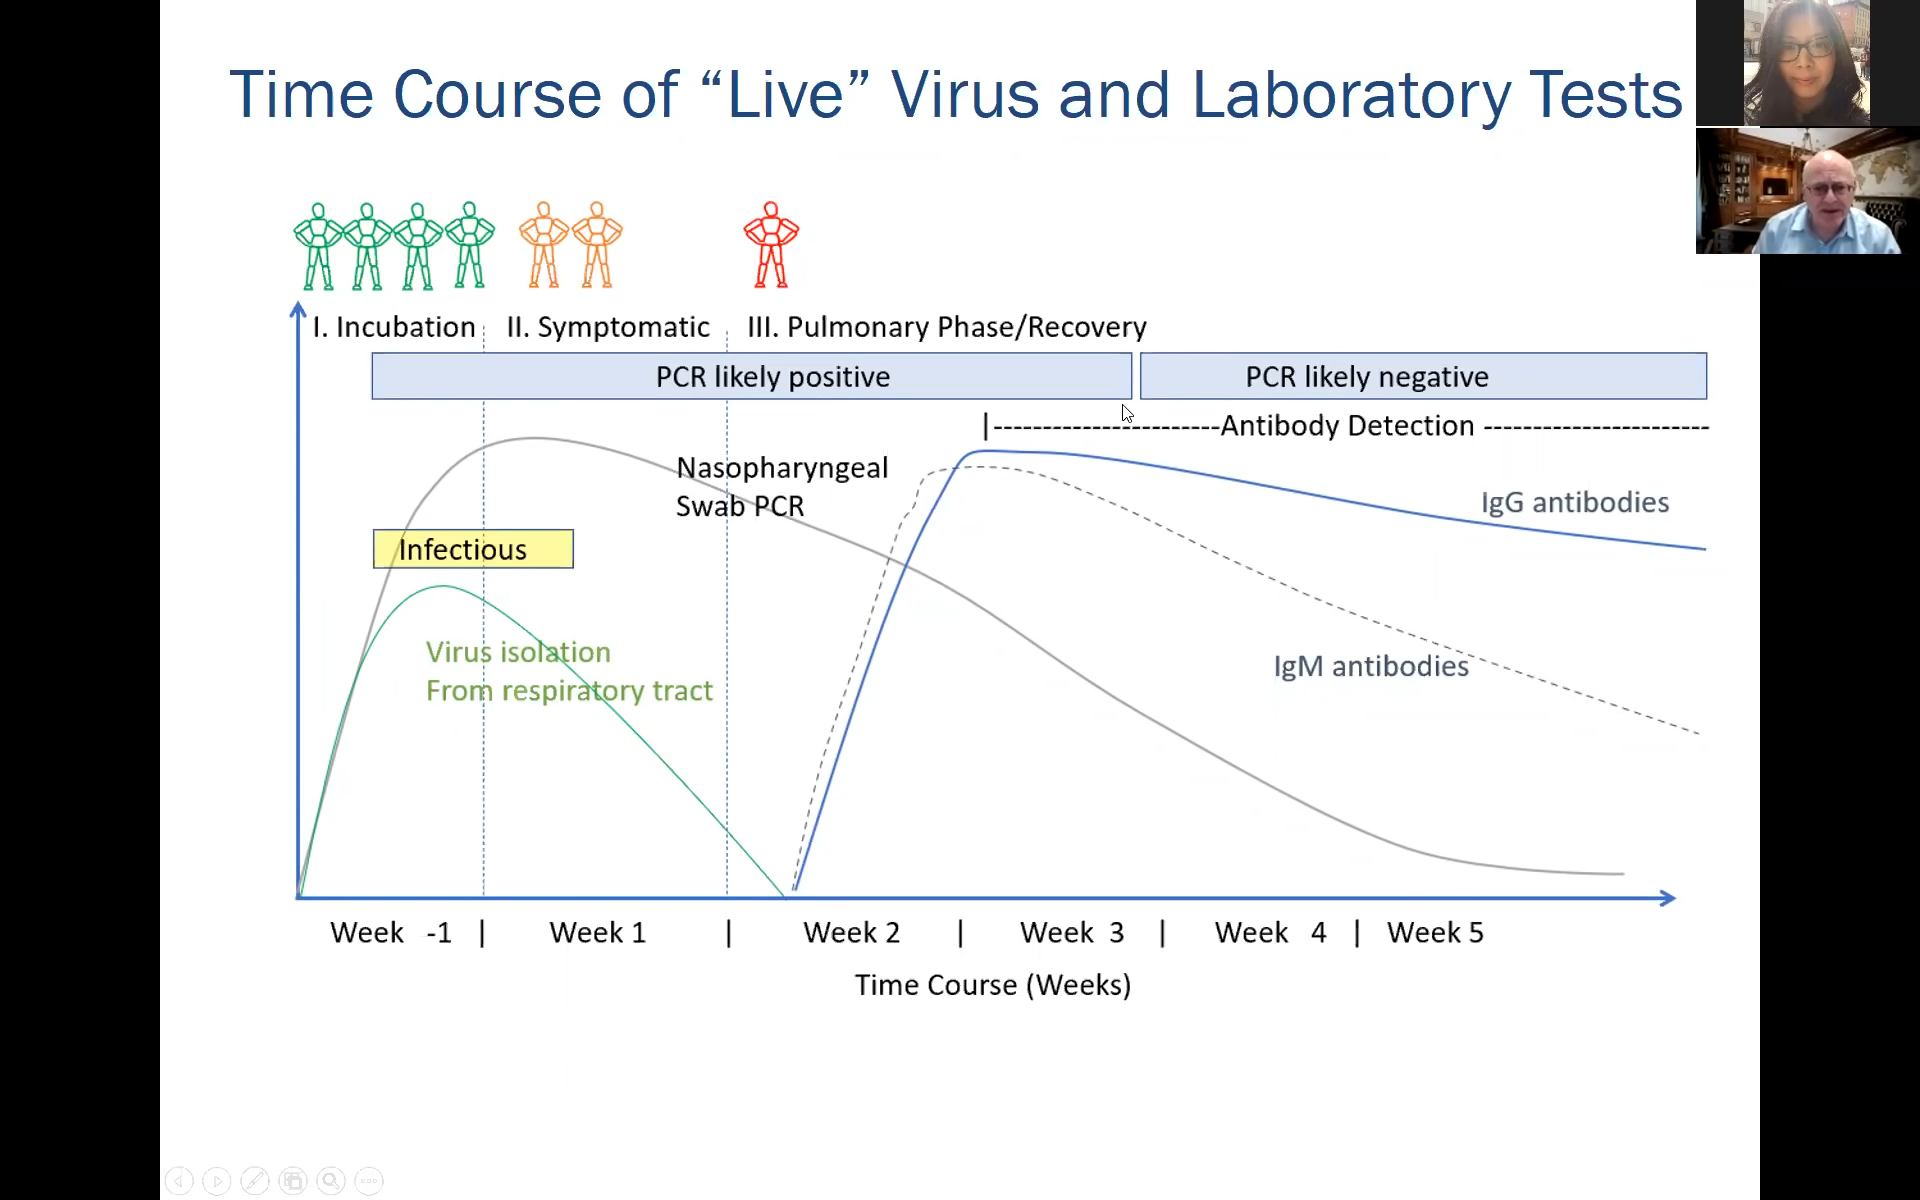 Time Course of “Live” Virus and Laboratory Tests
I. Incubation
II. Symptomatic
III. Pulmonary Phase/Recovery
PCR likely positive
PCR likely negative
|-----------------------Antibody Detection -----------------------
Nasopharyngeal
Swab PCR
IgG antibodies
Infectious
Virus isolation
From respiratory tract
IgM antibodies
Week -1 | Week 1 | Week 2 | Week 3 | Week 4 | Week 5
Time Course (Weeks)